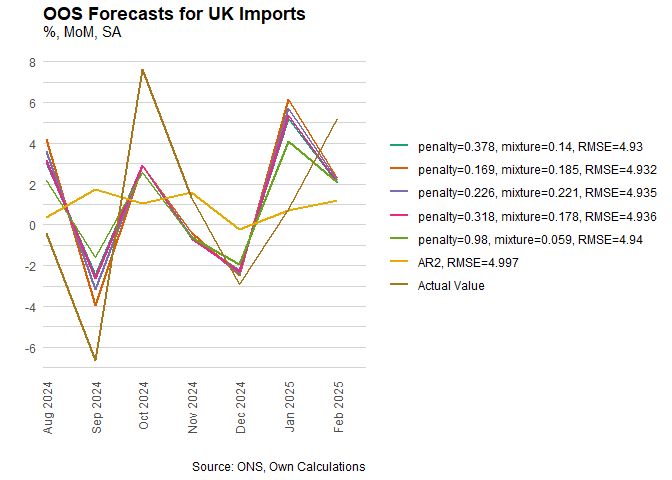 OOS Forecasts for UK Imports
%, MoM, SA
8
6
4
2
0
-2
-4
-6
Aug 2024
Sep 2024
Oct 2024
Nov 2024
Dec 2024
Jan 2025
Feb 2025
penalty=0.378, mixture=0.14, RMSE=4.93
penalty=0.169, mixture=0.185, RMSE=4.932
penalty=0.226, mixture=0.221, RMSE=4.935
penalty=0.318, mixture=0.178, RMSE=4.936
penalty=0.98, mixture=0.059, RMSE=4.94
AR2, RMSE=4.997
Actual Value
Source: ONS, Own Calculations